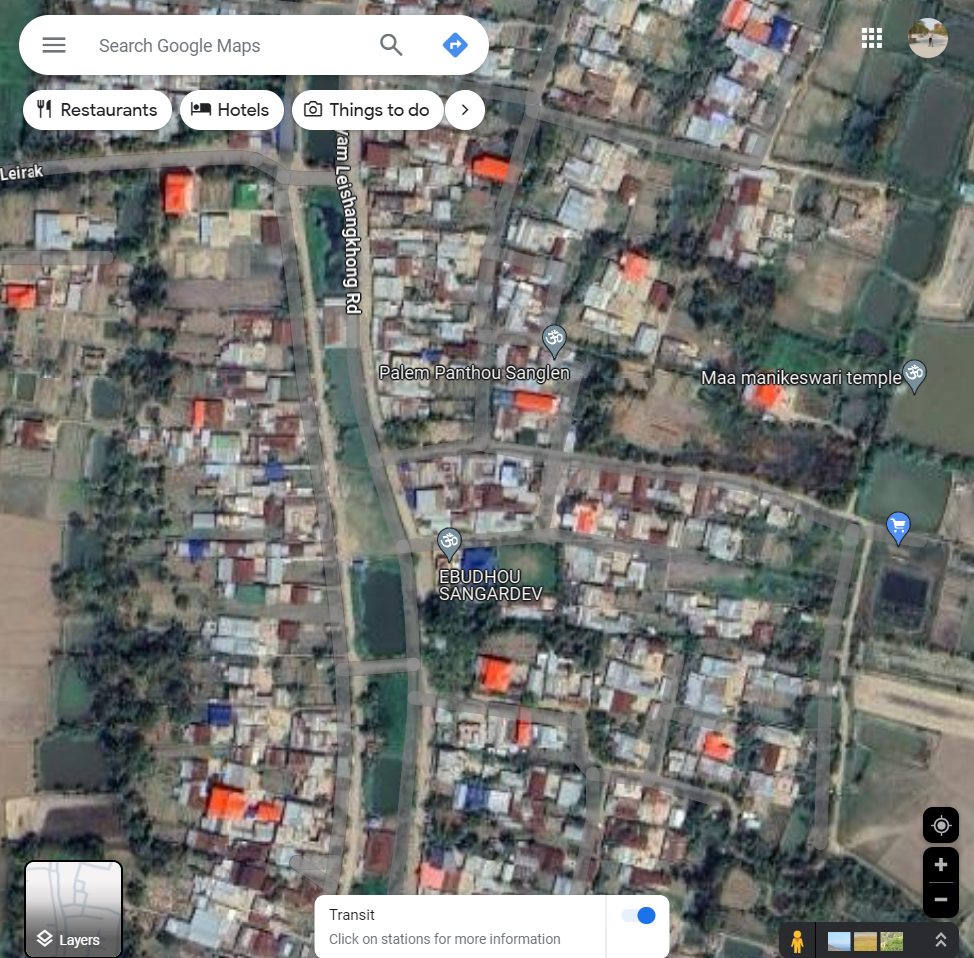 Search Google Maps
Restaurants
Hotels
Things to do
Leirak
Leishangkhong Rd
Palem Panthou Sanglen
Maa manikeswari temple
EBUDHOU
SANGARDEV
Layers
Transit
Click on stations for more information